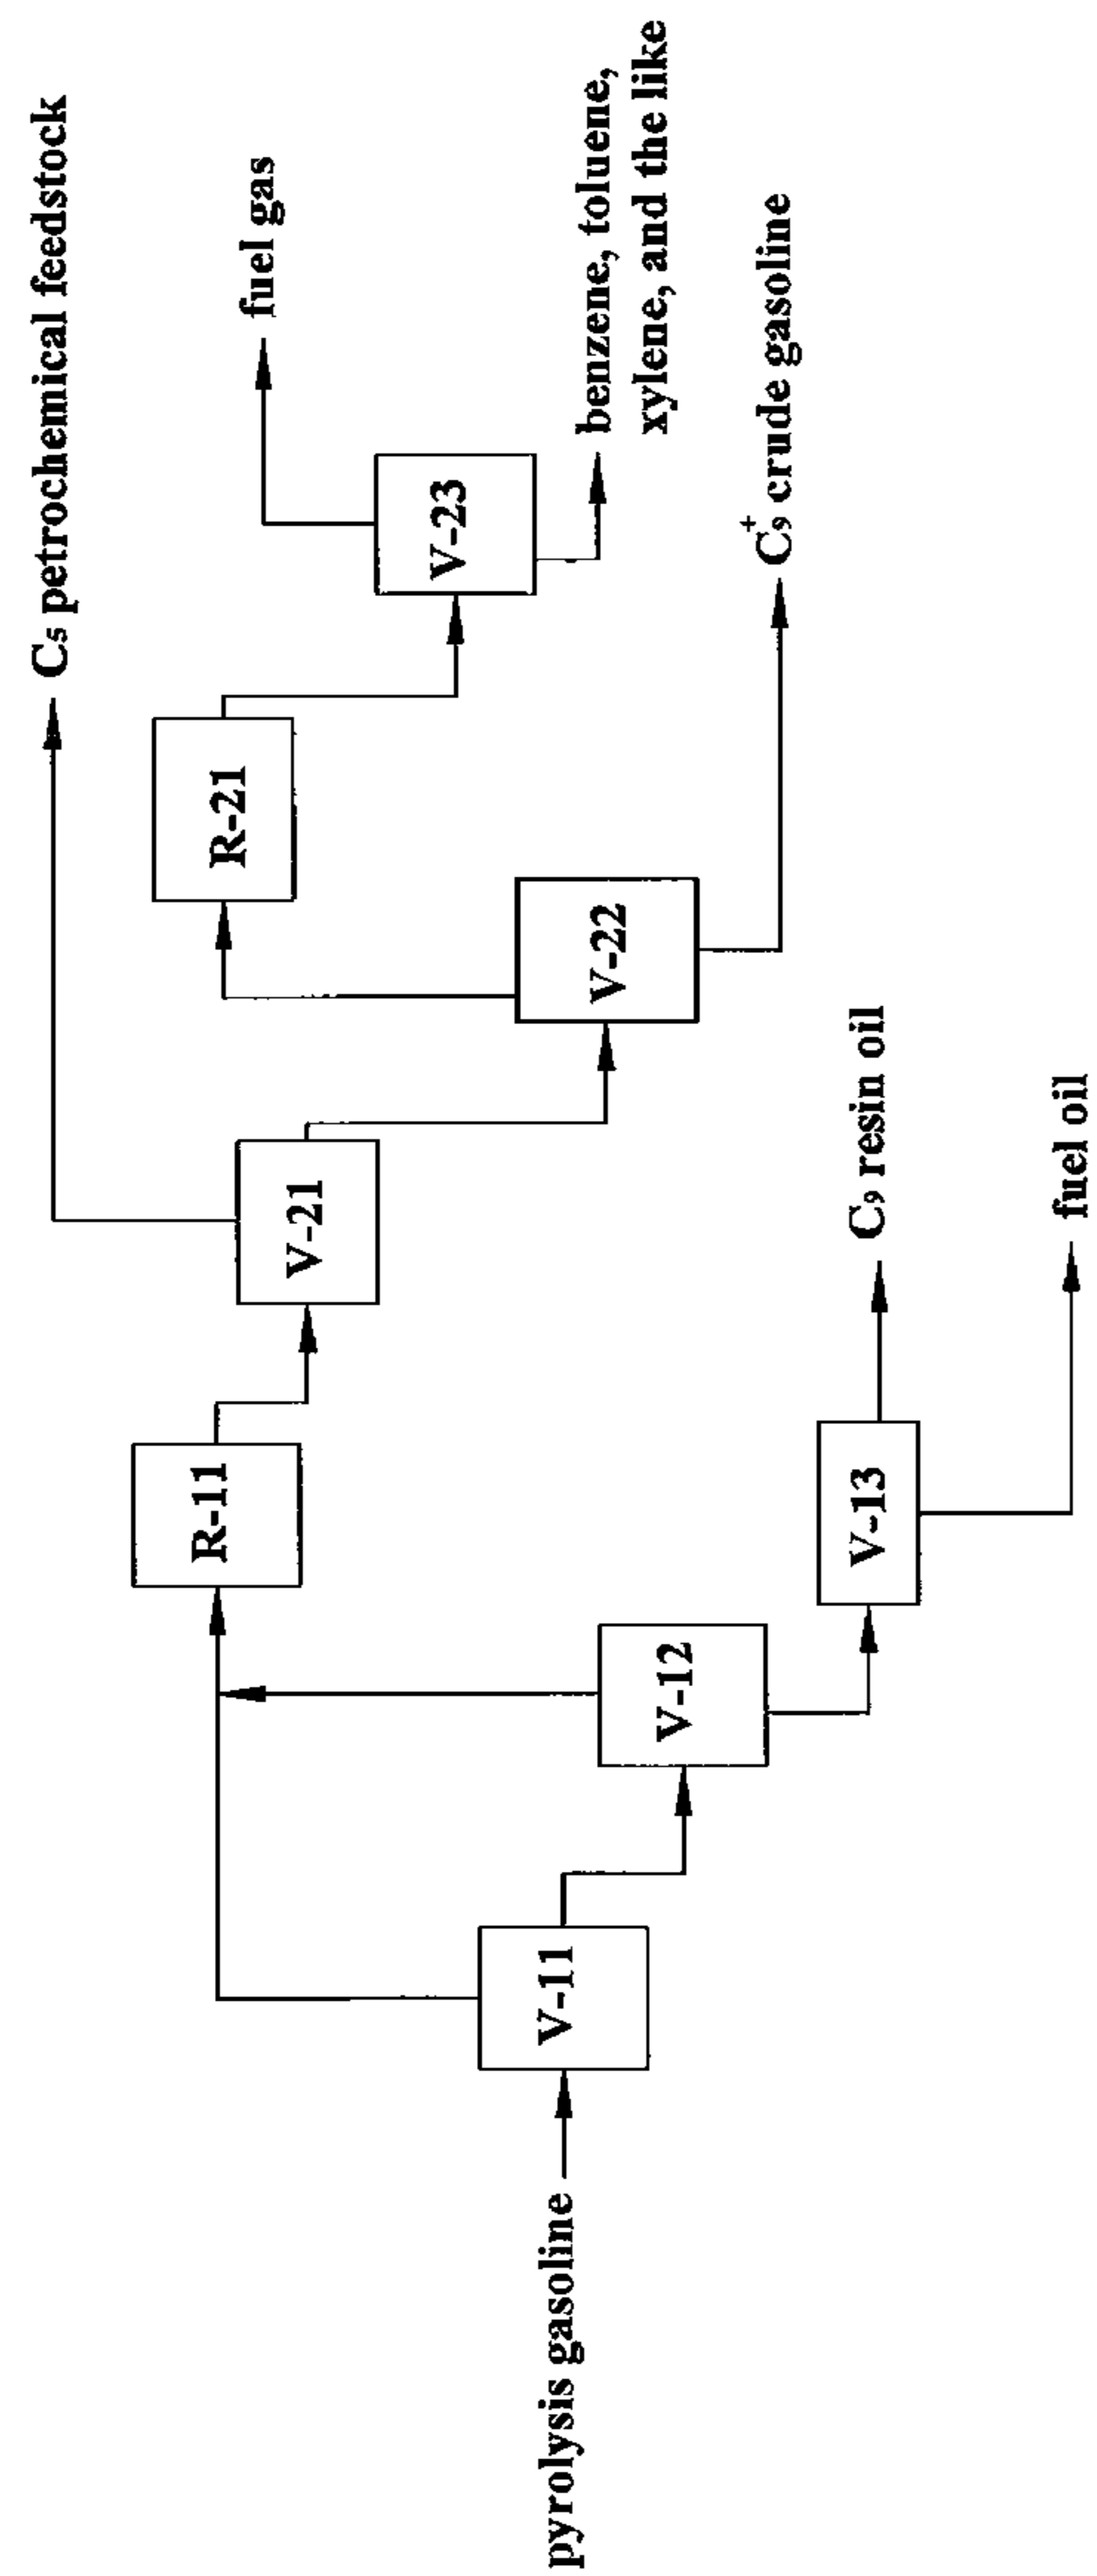 pyrolysis gasoline
V-11
V-12
V-13
R-11
V-21
V-22
R-21
V-23
C₅ petrochemical feedstock
fuel gas
benzene, toluene,
xylene, and the like
C₉⁺ crude gasoline
C₉ resin oil
fuel oil